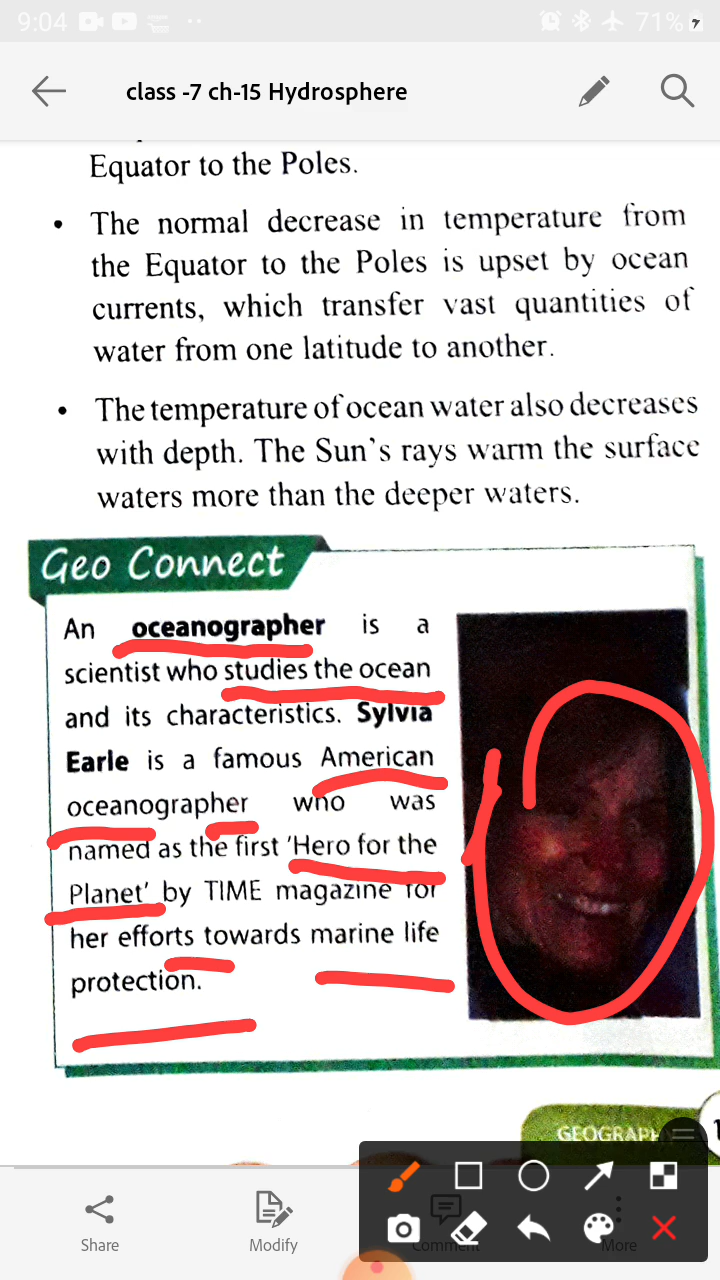 9:04
71%
class -7 ch-15 Hydrosphere
Equator to the Poles.
• The normal decrease in temperature from
the Equator to the Poles is upset by ocean
currents, which transfer vast quantities of
water from one latitude to another.
• The temperature of ocean water also decreases
with depth. The Sun's rays warm the surface
waters more than the deeper waters.
Geo Connect
An oceanographer is a
scientist who studies the ocean
and its characteristics. Sylvia
Earle is a famous American
oceanographer who was
named as the first 'Hero for the
Planet' by TIME magazine for
her efforts towards marine life
protection.
Share
Modify
Comment
More